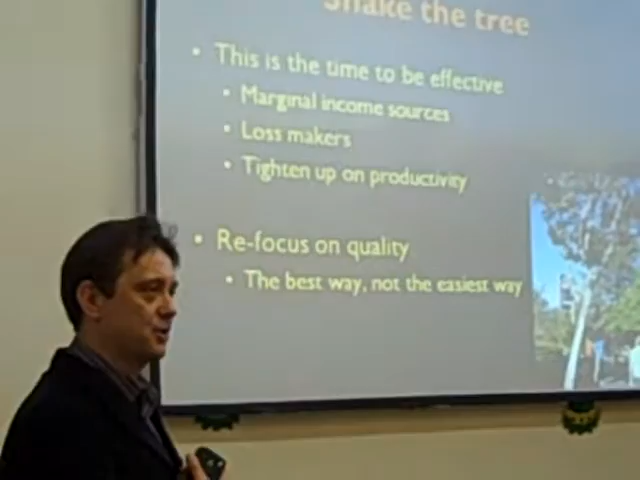 Shake the tree
• This is the time to be effective
• Marginal income sources
• Loss makers
• Tighten up on productivity
• Re-focus on quality
• The best way, not the easiest way